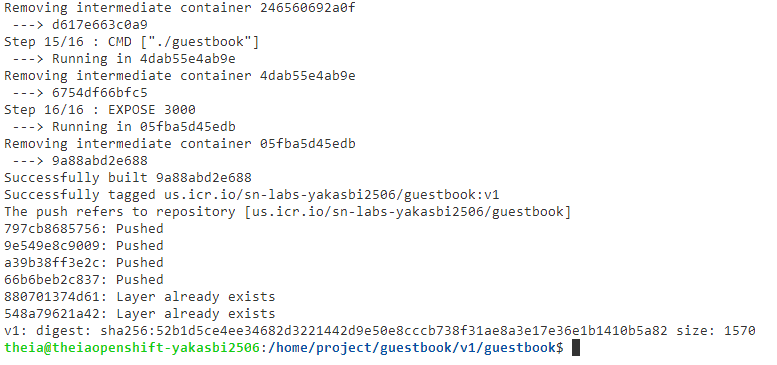 Removing intermediate container 246560692a0f
 ---> d617e663c0a9
Step 15/16 : CMD ["./guestbook"]
 ---> Running in 4dab55e4ab9e
Removing intermediate container 4dab55e4ab9e
 ---> 6754df66bfc5
Step 16/16 : EXPOSE 3000
 ---> Running in 05fba5d45edb
Removing intermediate container 05fba5d45edb
 ---> 9a88abd2e688
Successfully built 9a88abd2e688
Successfully tagged us.icr.io/sn-labs-yakasbi2506/guestbook:v1
The push refers to repository [us.icr.io/sn-labs-yakasbi2506/guestbook]
797cb8685756: Pushed
9e549e8c9009: Pushed
a39b38ff3e2c: Pushed
66b6beb2c837: Pushed
880701374d61: Layer already exists
548a79621a42: Layer already exists
v1: digest: sha256:52b1d5ce4ee34682d3221442d9e50e8cccb738f31ae8a3e17e36e1b1410b5a82 size: 1570
theia@theiaopenshift-yakasbi2506:/home/project/guestbook/v1/guestbook$